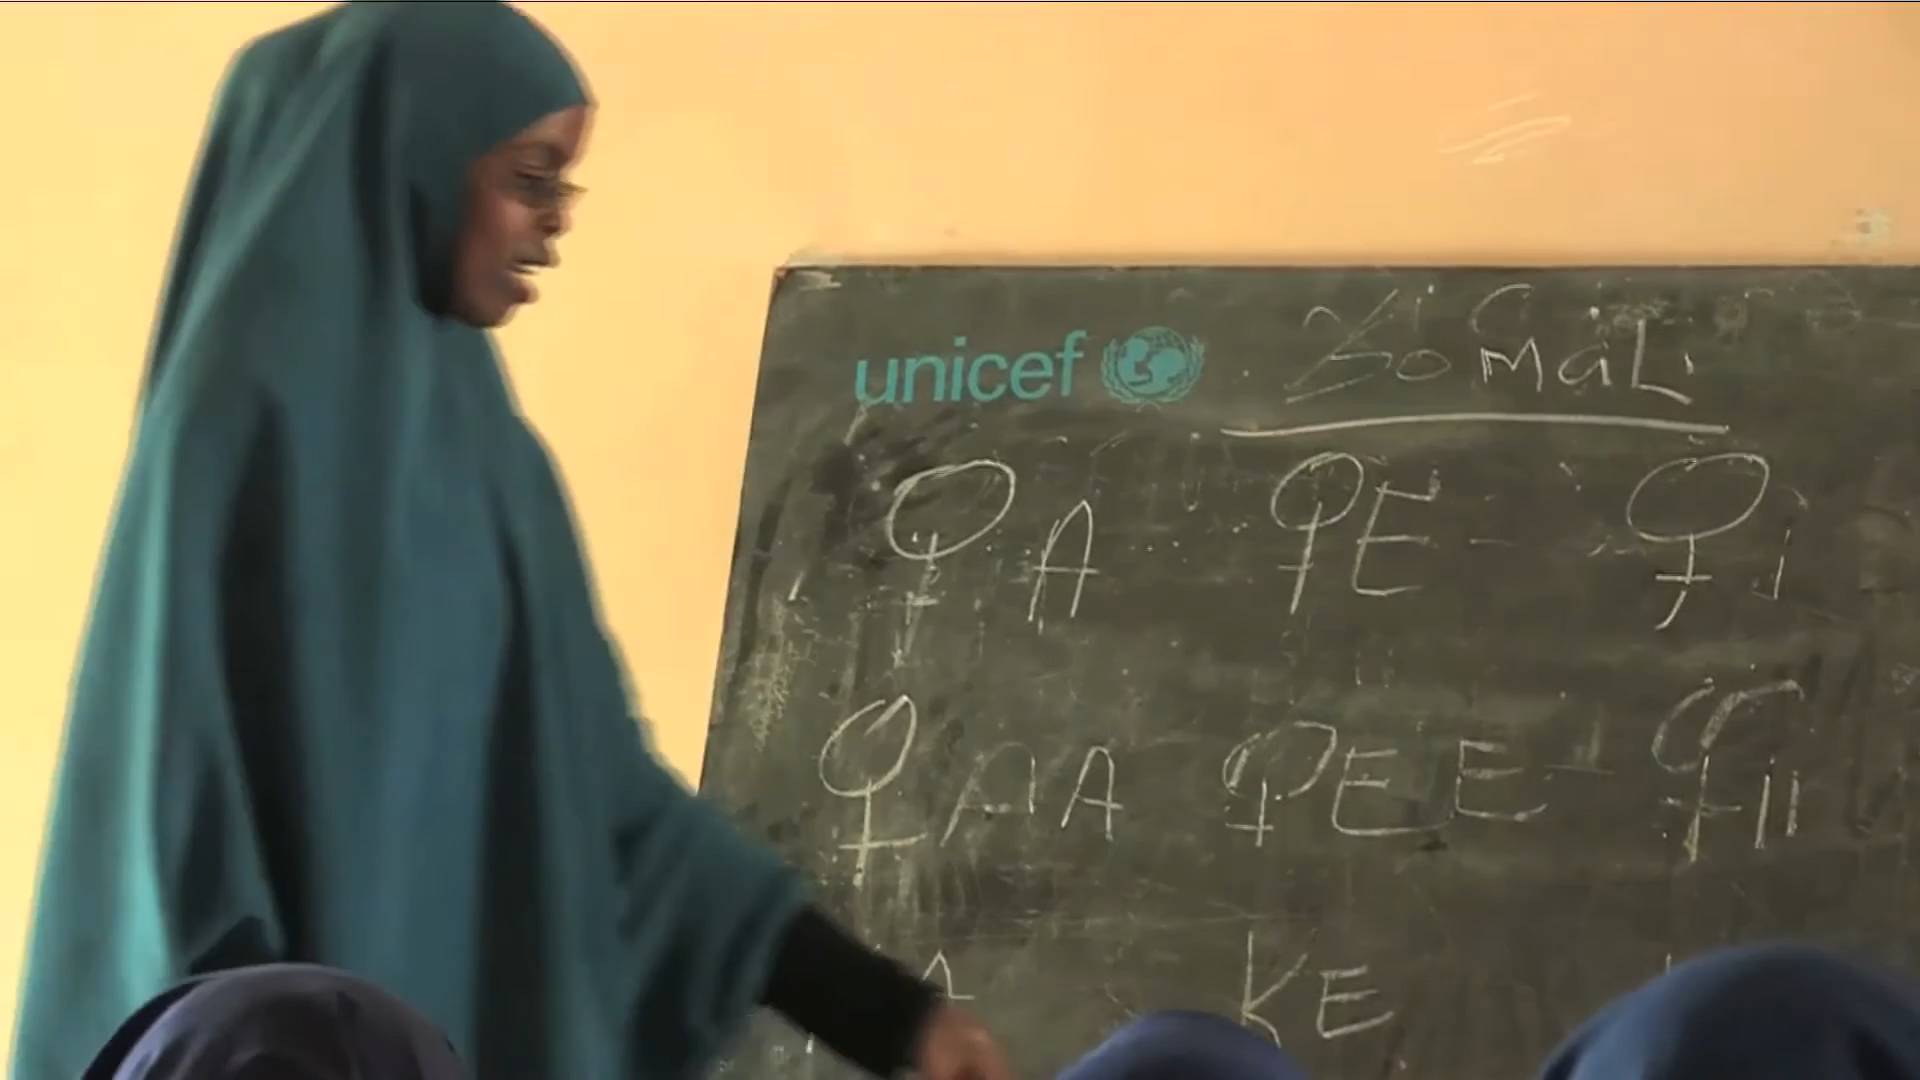 unicef
SOMALI
QA QE QI
QAA QEE QII
A KE